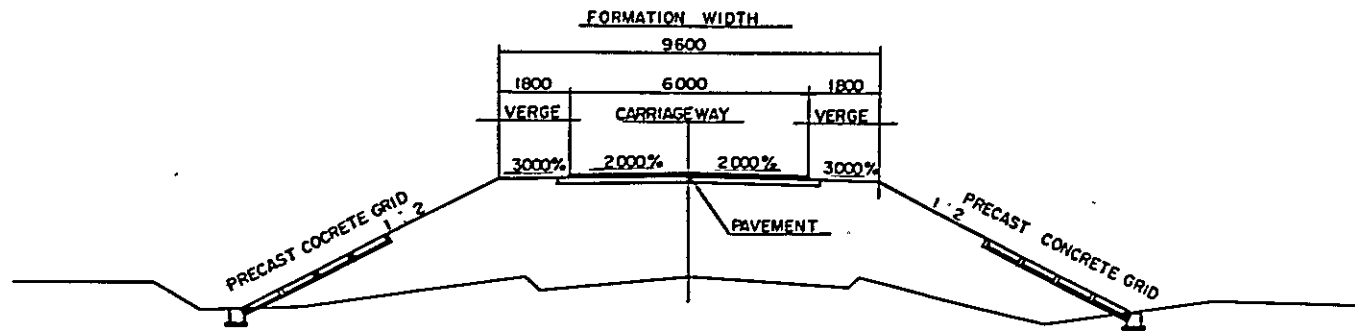 FORMATION WIDTH
9600
1800 6000 1800
VERGE CARRIAGEWAY VERGE
3000% 2000% 2000% 3000%
PRECAST COCRETE GRID
1 : 2
PAVEMENT
1 : 2
PRECAST CONCRETE GRID